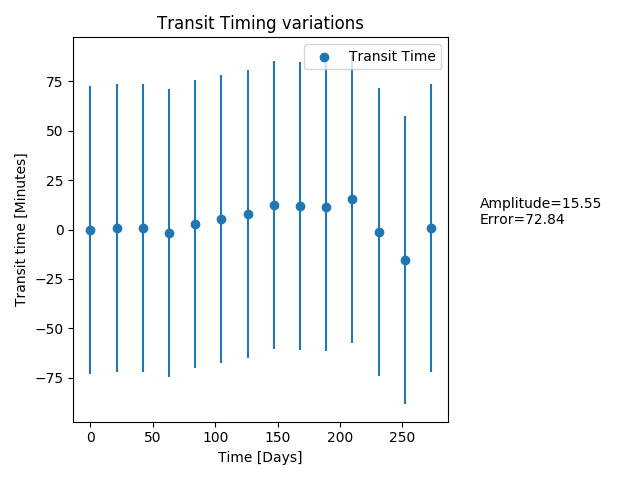 Transit Timing variations
Transit Time
75
50
25
0
−25
−50
−75
Transit time [Minutes]
Amplitude=15.55
Error=72.84
0 50 100 150 200 250
Time [Days]